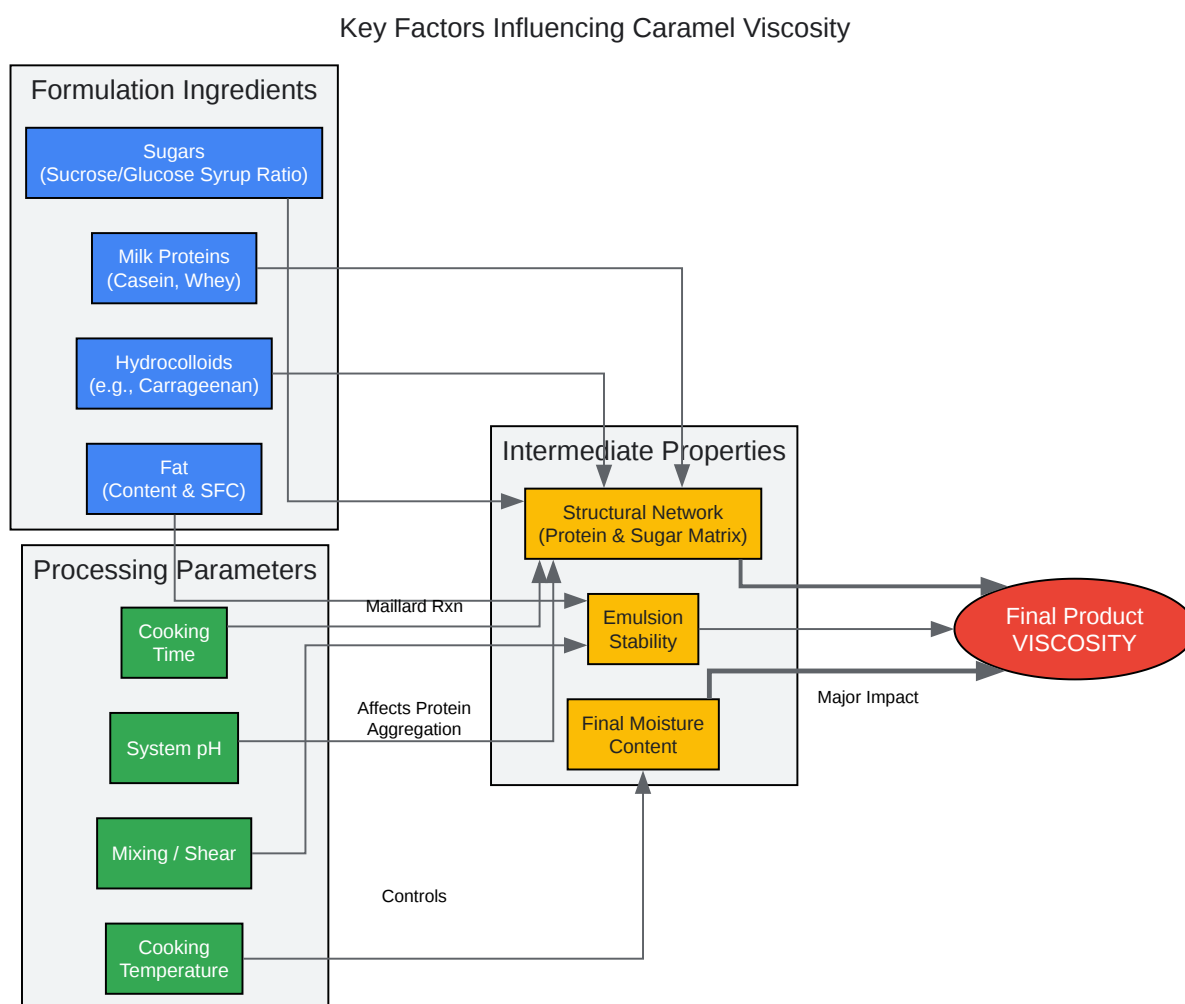 Key Factors Influencing Caramel Viscosity
Formulation Ingredients
Sugars
(Sucrose/Glucose Syrup Ratio)
Milk Proteins
(Casein, Whey)
Hydrocolloids
(e.g., Carrageenan)
Fat
(Content & SFC)
Processing Parameters
Cooking
Time
System pH
Mixing / Shear
Cooking
Temperature
Maillard Rxn
Affects Protein
Aggregation
Controls
Intermediate Properties
Structural Network
(Protein & Sugar Matrix)
Emulsion
Stability
Final Moisture
Content
Major Impact
Final Product
VISCOSITY